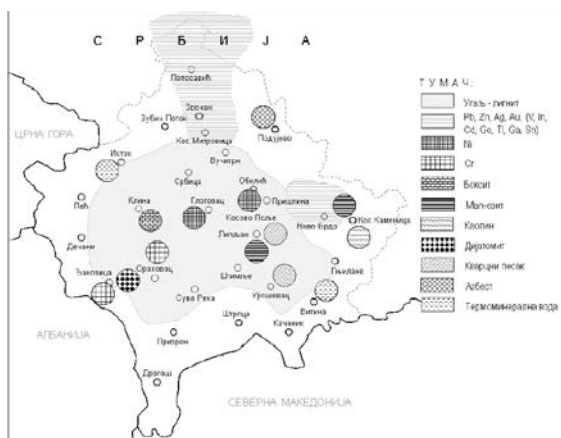 С Р Б И Ј А
ЦРНА ГОРА
АЛБАНИЈА
СЕВЕРНА МАКЕДОНИЈА
Лепосавић
Зубин Поток
Звечан
Кос. Митровица
Вучитрн
Подујево
Исток
Србица
Обилић
Пећ
Клина
Глоговац
Приштина
Косово Поље
Ново Брдо
Кос. Каменица
Дечани
Липљан
Ђаковица
Ораховац
Штимље
Гњилане
Сува Река
Урошевац
Витина
Призрен
Штрпца
Качаник
Драгаш
ТУМАЧ:
Угаљ - лигнит
Pb, Zn, Ag, Au, (V, In,
Cd, Ge, Tl, Ga, Sn)
Ni
Cr
Боксит
Магнезит
Каолин
Дијатомит
Кварцни песак
Азбест
Термоминерална вода